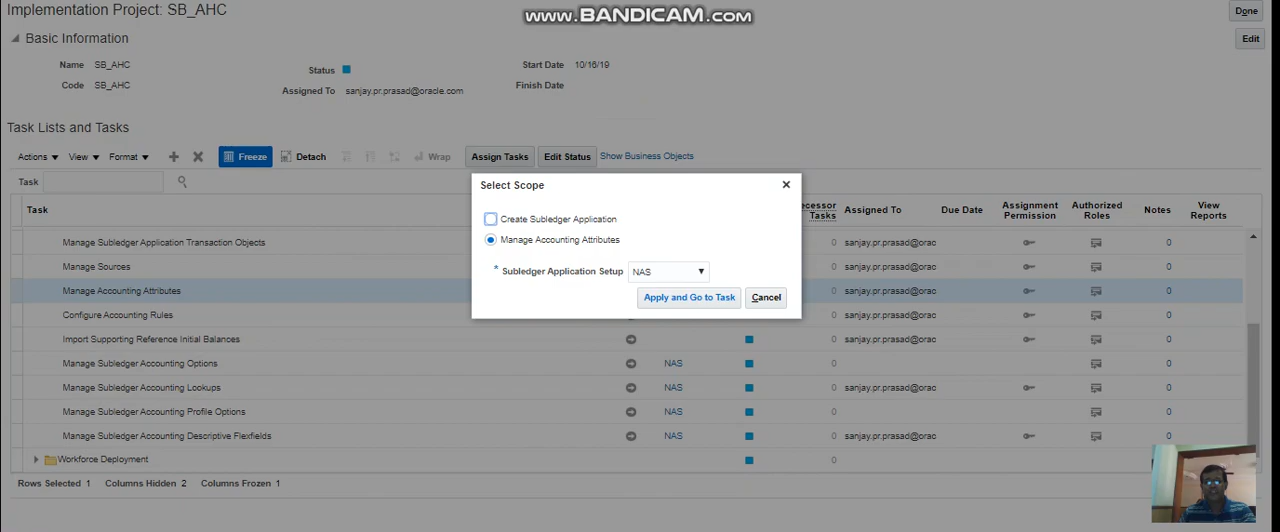 Implementation Project: SB_AHC
www.BANDICAM.com
Done
Basic Information
Edit
Name SB_AHC
Status
Start Date 10/16/19
Code SB_AHC
Assigned To sanjay.pr.prasad@oracle.com
Finish Date
Task Lists and Tasks
Actions View Format Freeze Detach Wrap Assign Tasks Edit Status Show Business Objects
Task
Select Scope
Create Subledger Application
Manage Accounting Attributes
* Subledger Application Setup NAS
Apply and Go to Task Cancel
Task Tasks Assigned To Due Date Assignment Permission Authorized Roles Notes View Reports
Manage Subledger Application Transaction Objects 0 sanjay.pr.prasad@orac 0
Manage Sources 0 sanjay.pr.prasad@orac 0
Manage Accounting Attributes 0 sanjay.pr.prasad@orac 0
Configure Accounting Rules 0 sanjay.pr.prasad@orac 0
Import Supporting Reference Initial Balances 0 sanjay.pr.prasad@orac 0
Manage Subledger Accounting Options NAS 0 sanjay.pr.prasad@orac 0
Manage Subledger Accounting Lookups NAS 0 sanjay.pr.prasad@orac 0
Manage Subledger Accounting Profile Options NAS 0 0
Manage Subledger Accounting Descriptive Flexfields NAS 0 sanjay.pr.prasad@orac 0
Workforce Deployment 0
Rows Selected 1 Columns Hidden 2 Columns Frozen 1